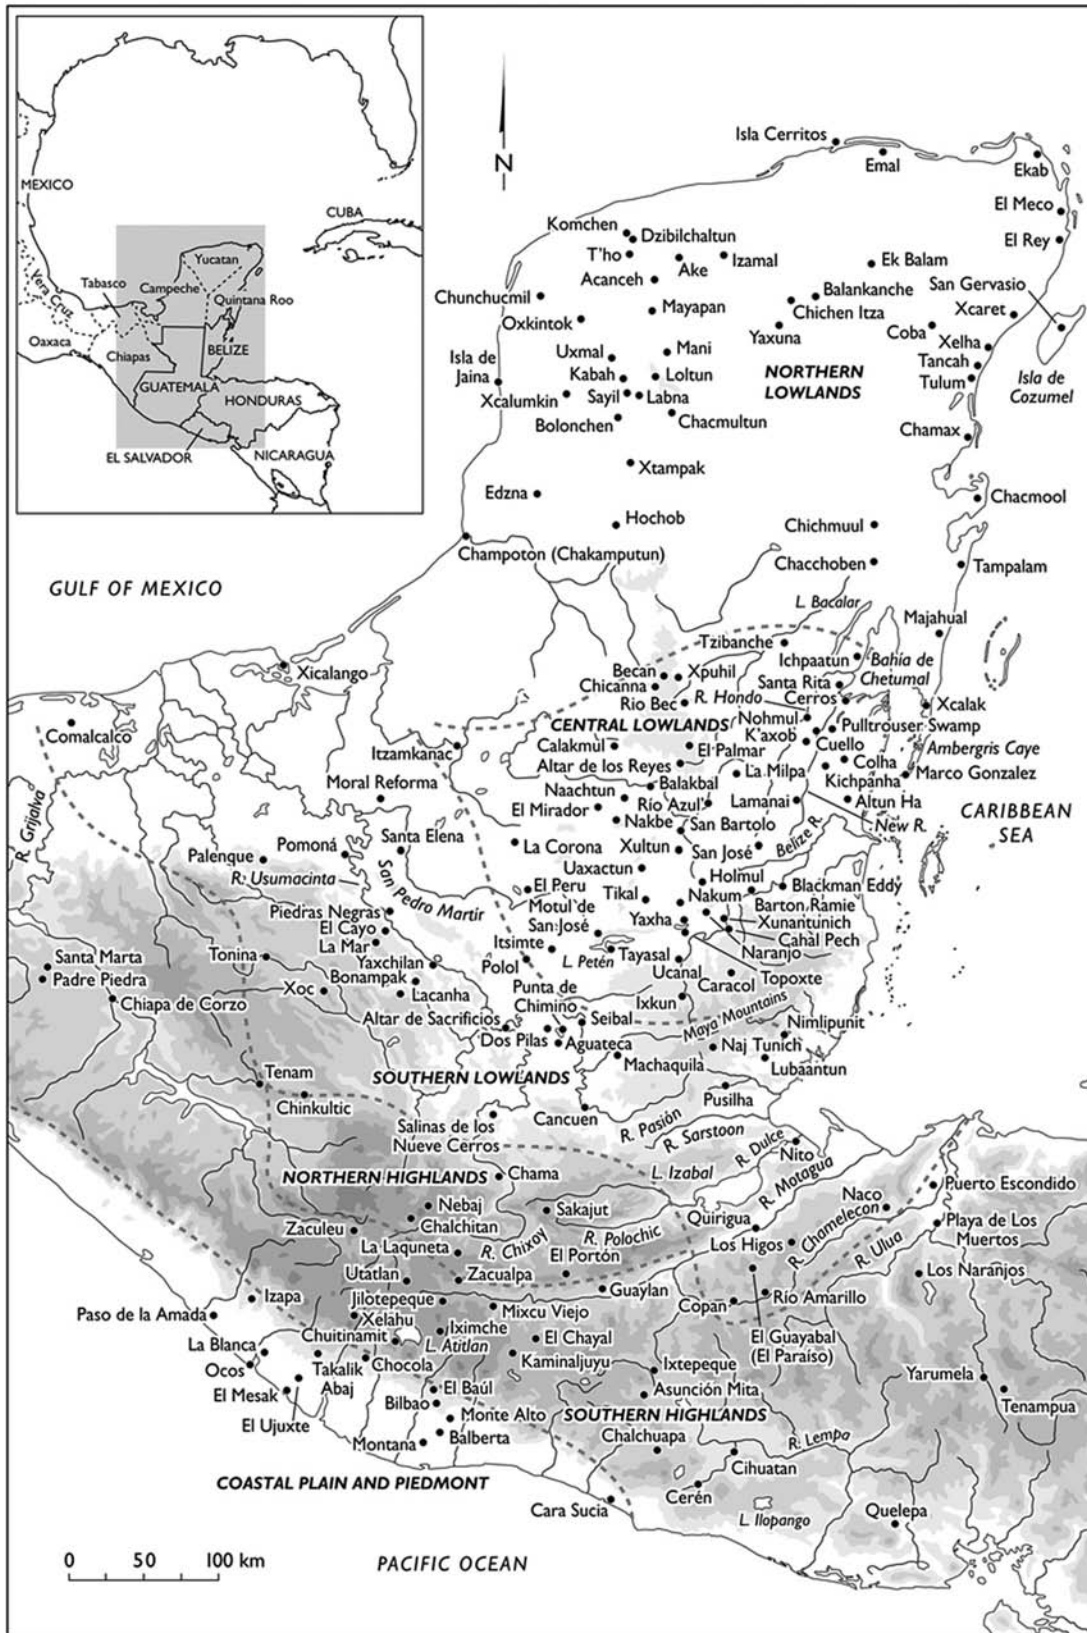 MEXICO
CUBA
Yucatan
Tabasco
Campeche
Vera Cruz
Quintana Roo
Oaxaca
Chiapas
BELIZE
GUATEMALA
HONDURAS
EL SALVADOR
NICARAGUA
N
Isla Cerritos
Emal
Ekab
El Meco
El Rey
Komchen
Dzibilchaltun
T'ho
Ake
Izamal
Ek Balam
Acanceh
San Gervasio
Chunchucmil
Balankanche
Mayapan
Chichen Itza
Xcaret
Oxkintok
Yaxuna
Coba
Xelha
Uxmal
Mani
Tancah
Isla de
Jaina
Kabah
Loltun
NORTHERN
LOWLANDS
Tulum
Isla de
Cozumel
Xcalumkin
Sayil
Labna
Bolonchen
Chacmultun
Chamax
Xtampak
Edzna
Chacmool
Hochob
Chichmuul
Champoton (Chakamputun)
Chacchoben
Tampalam
GULF OF MEXICO
L. Bacalar
Majahual
Tzibanche
Xicalango
Becan
Xpuhil
Ichpaatun
Bahía de
Chetumal
Chicanna
Santa Rita
Rio Bec
R. Hondo
Cerros
Xcalak
CENTRAL LOWLANDS
Nohmul
Pulltrouser Swamp
Comalcalco
K'axob
Itzamkanac
Calakmul
El Palmar
Cuello
Ambergris Caye
Altar de los Reyes
La Milpa
Colha
Kichpanha
Marco Gonzalez
Moral Reforma
Naachtun
Balakbal
El Mirador
Río Azul
Lamanai
Altun Ha
CARIBBEAN
SEA
R. Grijalva
Nakbe
San Bartolo
New R.
Santa Elena
Pomoná
La Corona
Xultun
San José
Belize R.
Palenque
Uaxactun
R. Usumacinta
San Pedro Martir
El Peru
Holmul
Blackman Eddy
Tikal
Nakum
Barton Ramie
Motul de
San José
Piedras Negras
Yaxha
Xunantunich
El Cayo
La Mar
Cahal Pech
Itsimte
Naranjo
Tonina
L. Petén
Tayasal
Santa Marta
Yaxchilan
Polol
Ucanal
Topoxte
Padre Piedra
Bonampak
Caracol
Xoc
Lacanha
Punta de
Chimino
Ixkun
Chiapa de Corzo
Maya Mountains
Altar de Sacrificios
Seibal
Nimlipunit
Dos Pilas
Aguateca
Naj Tunich
Machaquila
Lubaantun
Tenam
SOUTHERN LOWLANDS
Chinkultic
Pusilha
Cancuen
Salinas de los
Nueve Cerros
R. Pasión
R. Sarstoon
R. Dulce
Nito
NORTHERN HIGHLANDS
Chama
L. Izabal
R. Motagua
Puerto Escondido
Naco
Nebaj
Sakajut
Chalchitan
Quirigua
R. Chamelecon
Zaculeu
R. Polochic
Playa de Los
Muertos
La Laquneta
R. Chixoy
Los Higos
R. Ulua
El Portón
Utatlan
Zacualpa
Los Naranjos
Guaylan
Izapa
Jilotepeque
Mixcu Viejo
Copan
Río Amarillo
Paso de la Amada
Xelahu
Iximche
Chuitinamit
L. Atitlan
El Chayal
El Guayabal
(El Paraíso)
La Blanca
Kaminaljuyu
Ixtepeque
Ocos
Takalik
Abaj
Chocola
Yarumela
El Mesak
El Baúl
Asunción Mita
Tenampua
Bilbao
El Ujuxte
Monte Alto
SOUTHERN HIGHLANDS
Montana
Balberta
Chalchuapa
R. Lempa
Cihuatan
COASTAL PLAIN AND PIEDMONT
Cerén
Cara Sucia
L. Ilopango
Quelepa
0 50 100 km
PACIFIC OCEAN